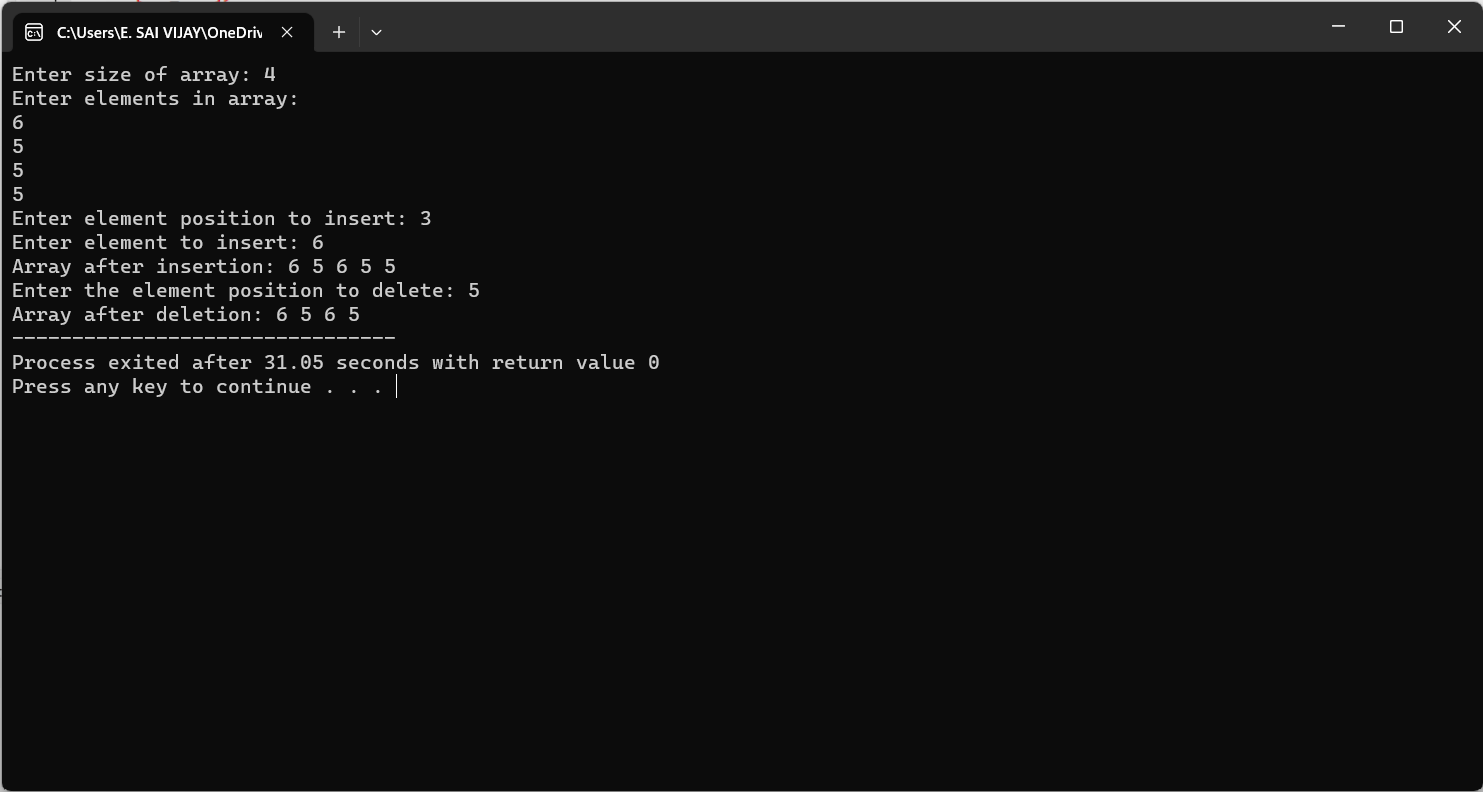 C:\Users\E. SAI VIJAY\OneDriv
Enter size of array: 4
Enter elements in array:
6
5
5
5
Enter element position to insert: 3
Enter element to insert: 6
Array after insertion: 6 5 6 5 5
Enter the element position to delete: 5
Array after deletion: 6 5 6 5
--------------------------------
Process exited after 31.05 seconds with return value 0
Press any key to continue . . .